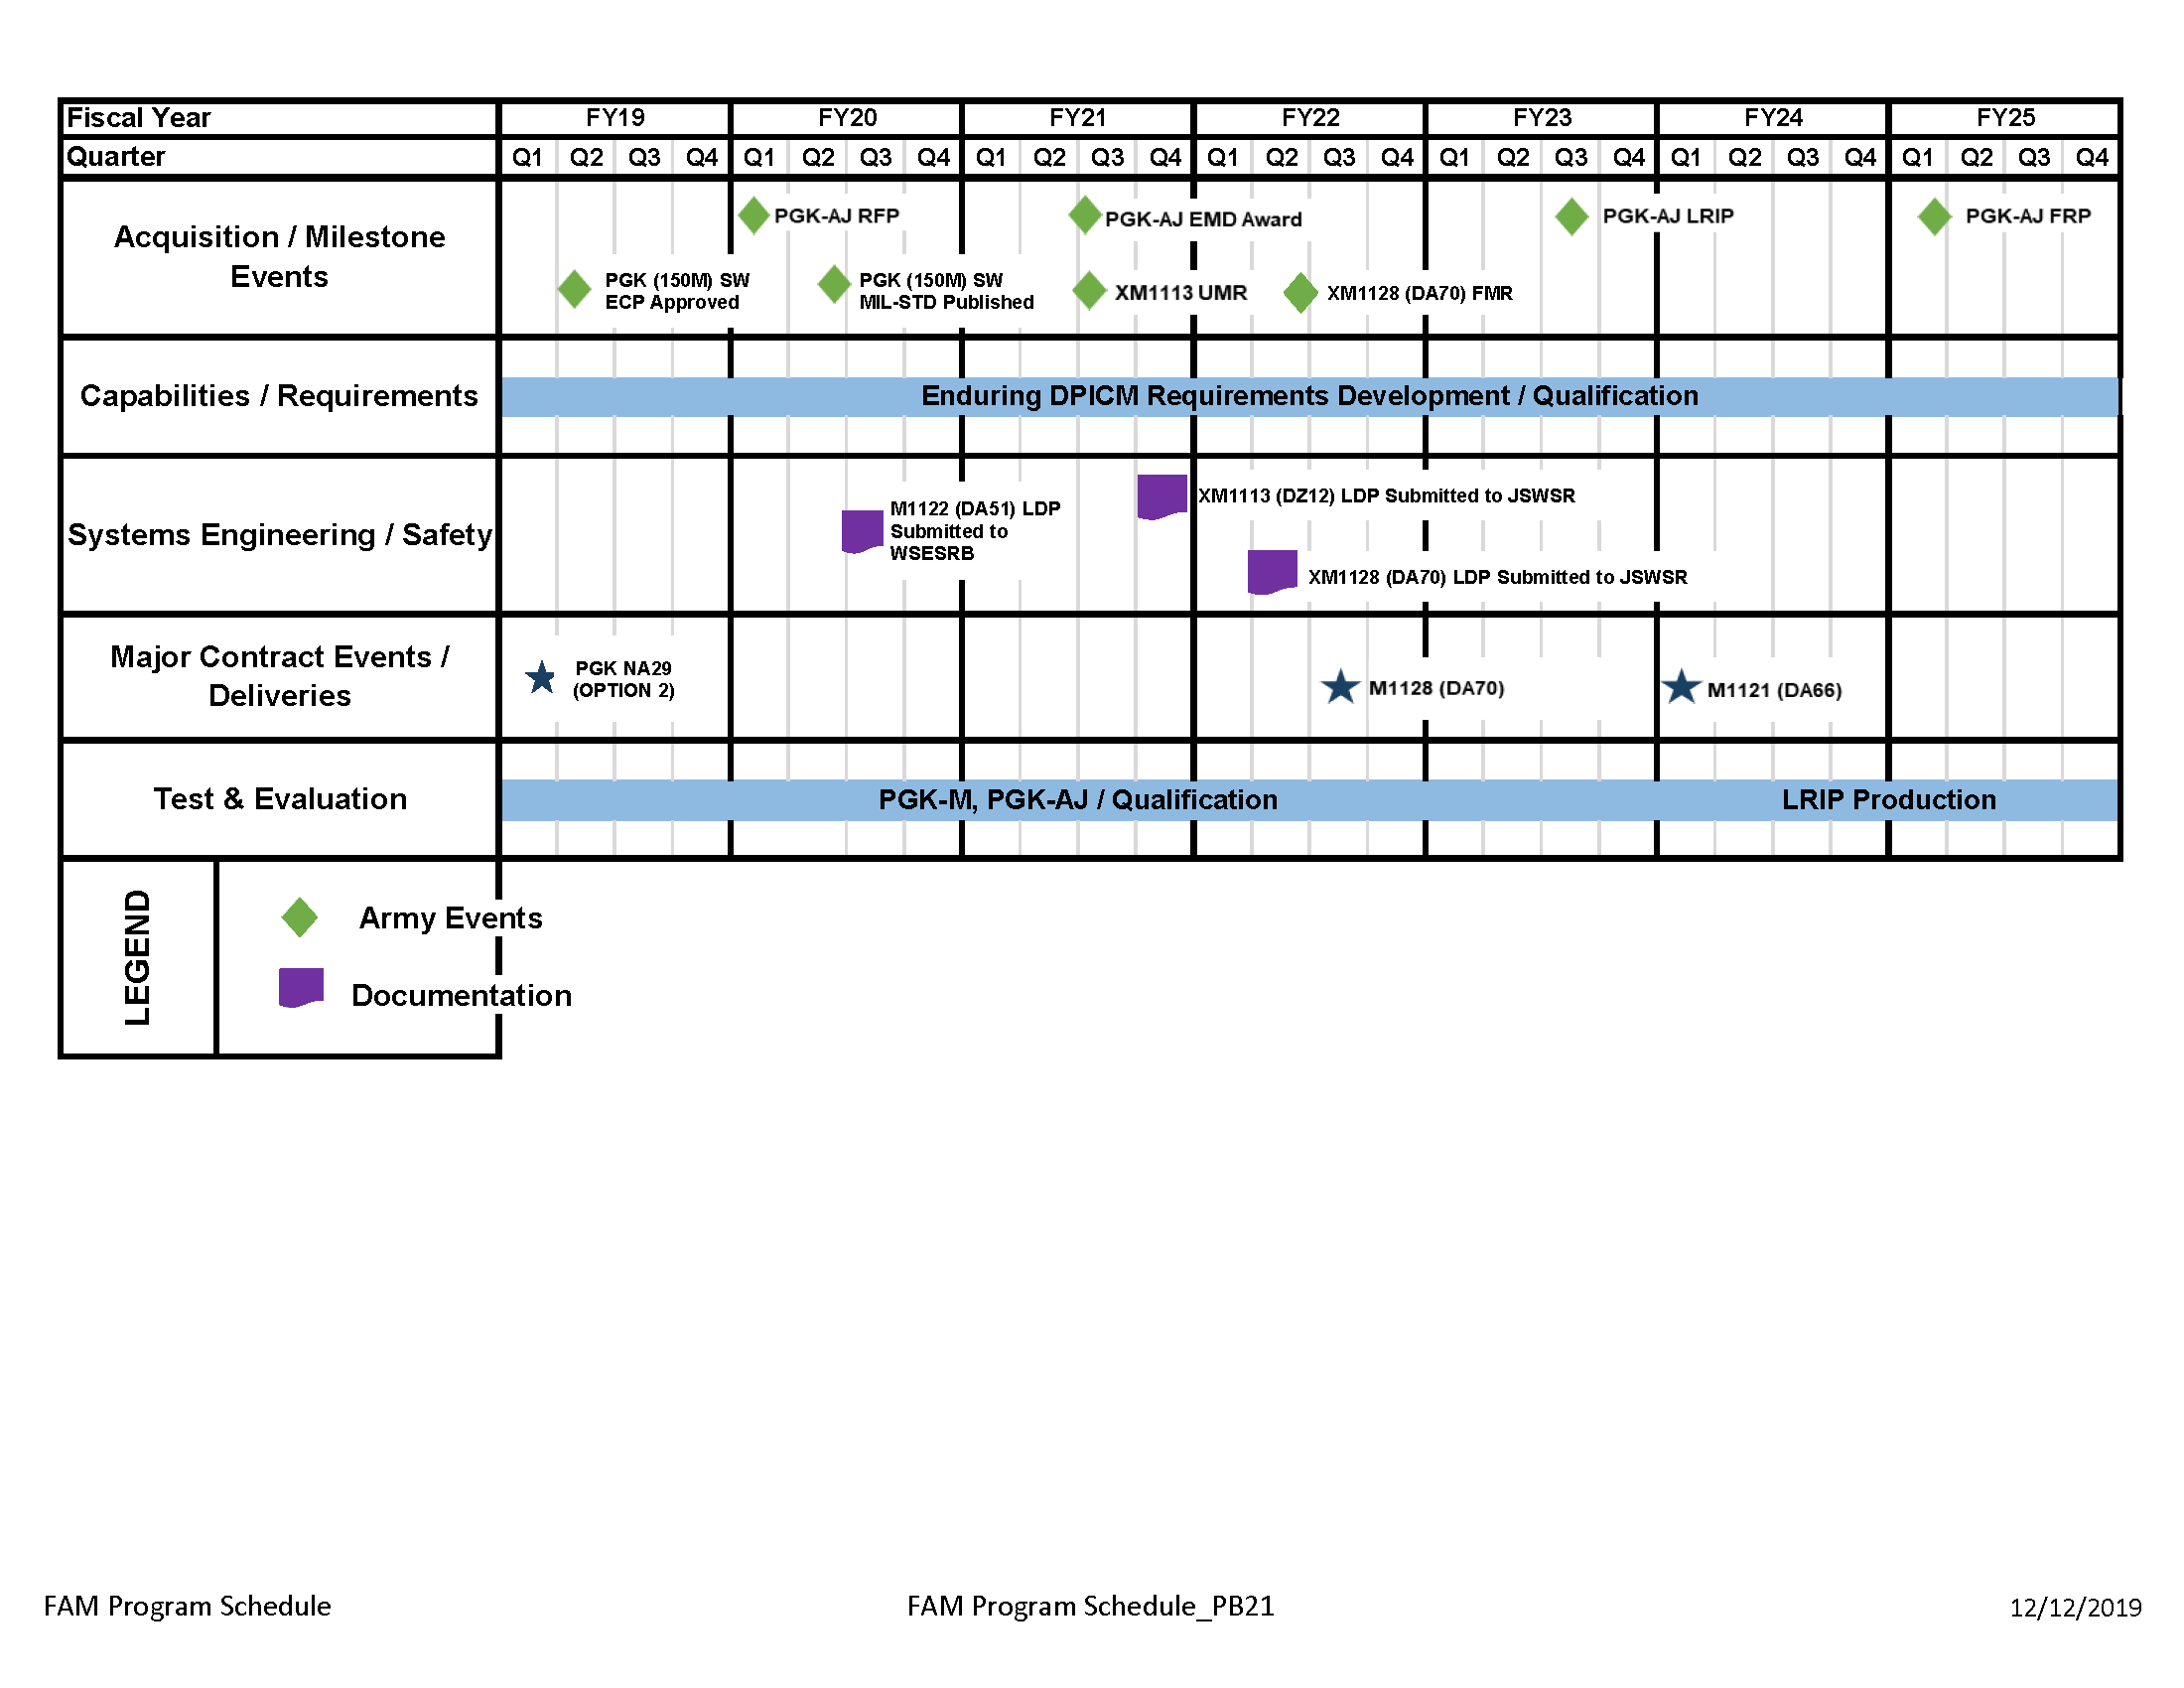 Fiscal Year FY19 FY20 FY21 FY22 FY23 FY24 FY25
Quarter Q1 Q2 Q3 Q4 Q1 Q2 Q3 Q4 Q1 Q2 Q3 Q4 Q1 Q2 Q3 Q4 Q1 Q2 Q3 Q4 Q1 Q2 Q3 Q4 Q1 Q2 Q3 Q4
Acquisition / Milestone
Events
PGK-AJ RFP
PGK-AJ EMD Award
PGK-AJ LRIP
PGK-AJ FRP
PGK (150M) SW
ECP Approved
PGK (150M) SW
MIL-STD Published
XM1113 UMR
XM1128 (DA70) FMR
Capabilities / Requirements
Enduring DPICM Requirements Development / Qualification
Systems Engineering / Safety
M1122 (DA51) LDP
Submitted to
WSESRB
XM1113 (DZ12) LDP Submitted to JSWSR
XM1128 (DA70) LDP Submitted to JSWSR
Major Contract Events /
Deliveries
PGK NA29
(OPTION 2)
M1128 (DA70)
M1121 (DA66)
Test & Evaluation
PGK-M, PGK-AJ / Qualification
LRIP Production
LEGEND
Army Events
Documentation
FAM Program Schedule
FAM Program Schedule_PB21
12/12/2019